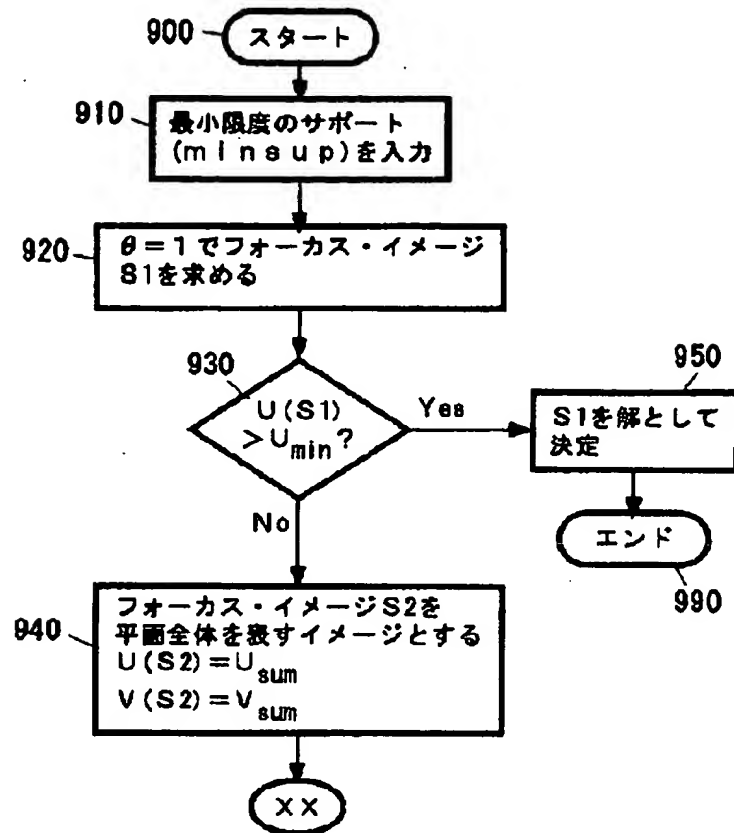 900
スタート
910
最小限度のサポート
(minsup)を入力
920
θ=1でフォーカス・イメージ
S1を求める
930
U(S1)
>Umin?
Yes
950
S1を解として
決定
エンド
990
No
940
フォーカス・イメージS2を
平面全体を表すイメージとする
U(S2)=Usum
V(S2)=Vsum
XX